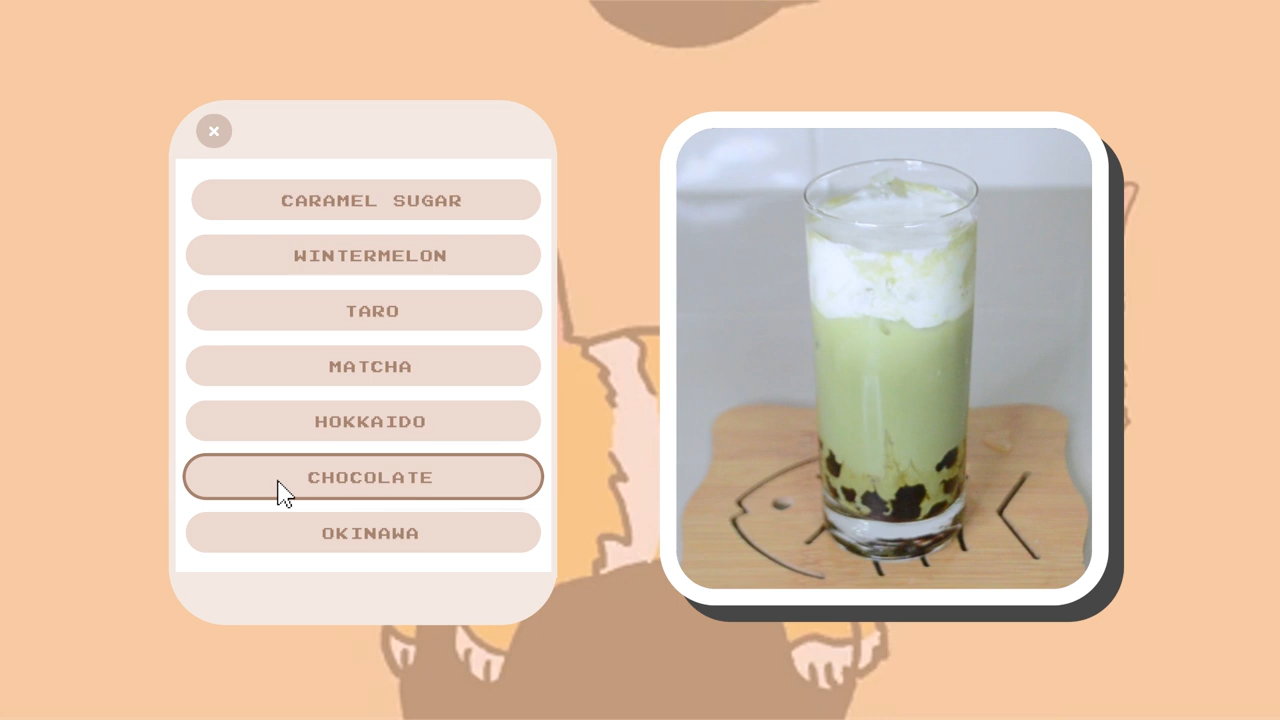 CARAMEL SUGAR
WINTERMELON
TARO
MATCHA
HOKKAIDO
CHOCOLATE
OKINAWA